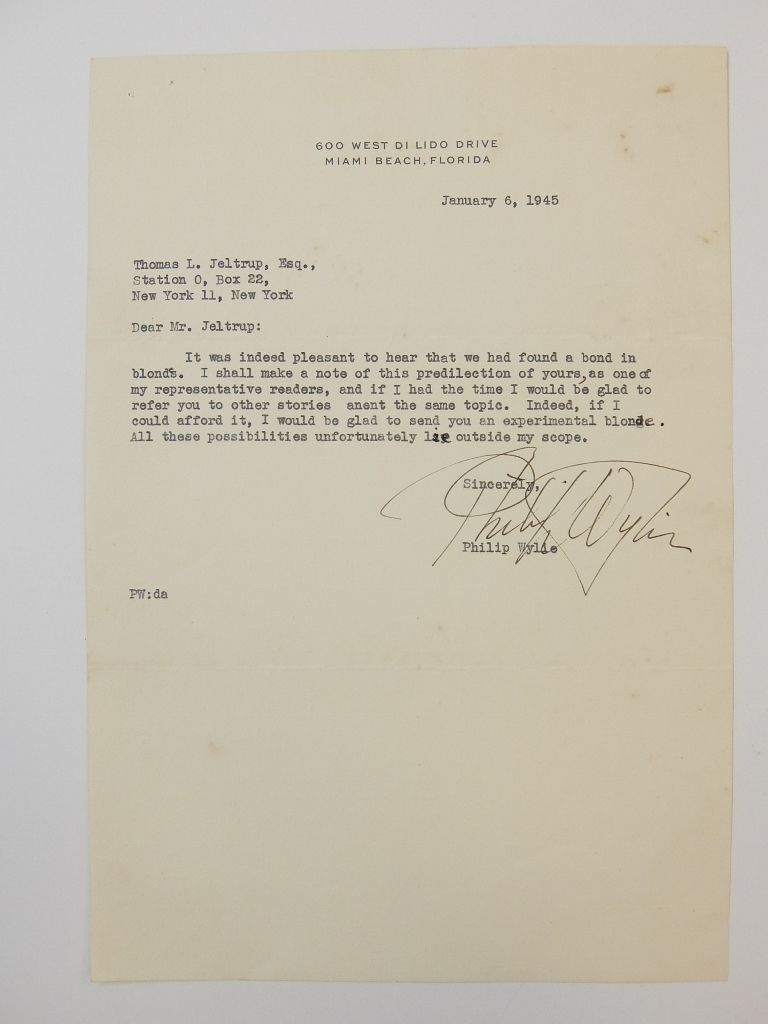 600 WEST DI LIDO DRIVE
MIAMI BEACH, FLORIDA
January 6, 1945
Thomas L. Jeltrup, Esq.,
Station O, Box 22,
New York 11, New York
Dear Mr. Jeltrup:
It was indeed pleasant to hear that we had found a bond in
blonds. I shall make a note of this predilection of yours, as one of
my representative readers, and if I had the time I would be glad to
refer you to other stories anent the same topic. Indeed, if I
could afford it, I would be glad to send you an experimental blonde.
All these possibilities unfortunately lie outside my scope.
Sincerely,
Philip Wylie
Philip Wylie
PW:da